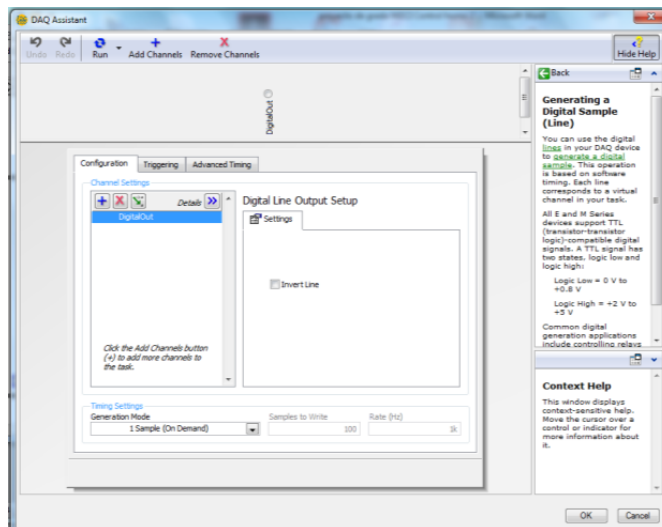 DAQ Assistant
Undo Redo Run Add Channels Remove Channels Hide Help
DigitalOut
Configuration Triggering Advanced Timing
Channel Settings
Details
DigitalOut
Click the Add Channels button
(+) to add more channels to
the task.
Digital Line Output Setup
Settings
Invert Line
Timing Settings
Generation Mode Samples to Write Rate (Hz)
1 Sample (On Demand) 100 1k
Back
Generating a
Digital Sample
(Line)
You can use the digital
lines in your DAQ device
to generate a digital
sample. This operation
is based on software
timing. Each line
corresponds to a virtual
channel in your task.
All E and M Series
devices support TTL
(transistor-transistor
logic)-compatible digital
signals. A TTL signal has
two states, logic low and
logic high:
Logic Low = 0 V to
+0.8 V
Logic High = +2 V to
+5 V
Common digital
generation applications
include controlling relays
Context Help
This window displays
context-sensitive help.
Move the cursor over a
control or indicator for
more information about
it.
OK Cancel